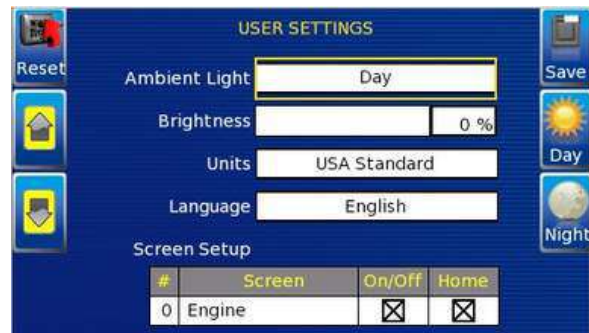 USER SETTINGS
Reset
Save
Ambient Light Day
Brightness 0 %
Day
Units USA Standard
Language English
Night
Screen Setup
# Screen On/Off Home
0 Engine